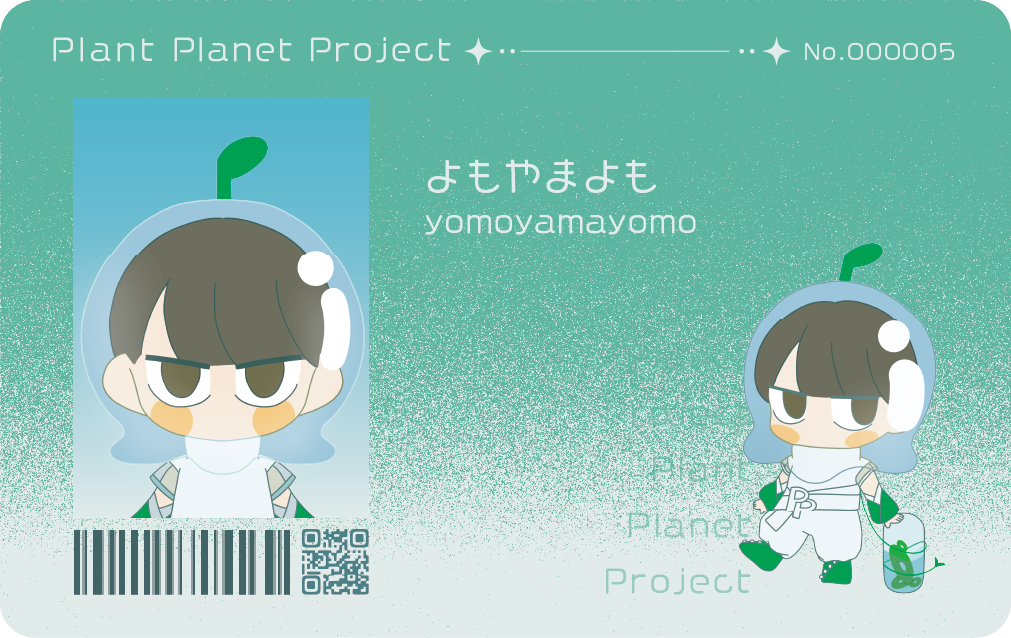 Plant Planet Project
No.000005
よもやまよも
yomoyamayomo
Plant
Planet
Project
P